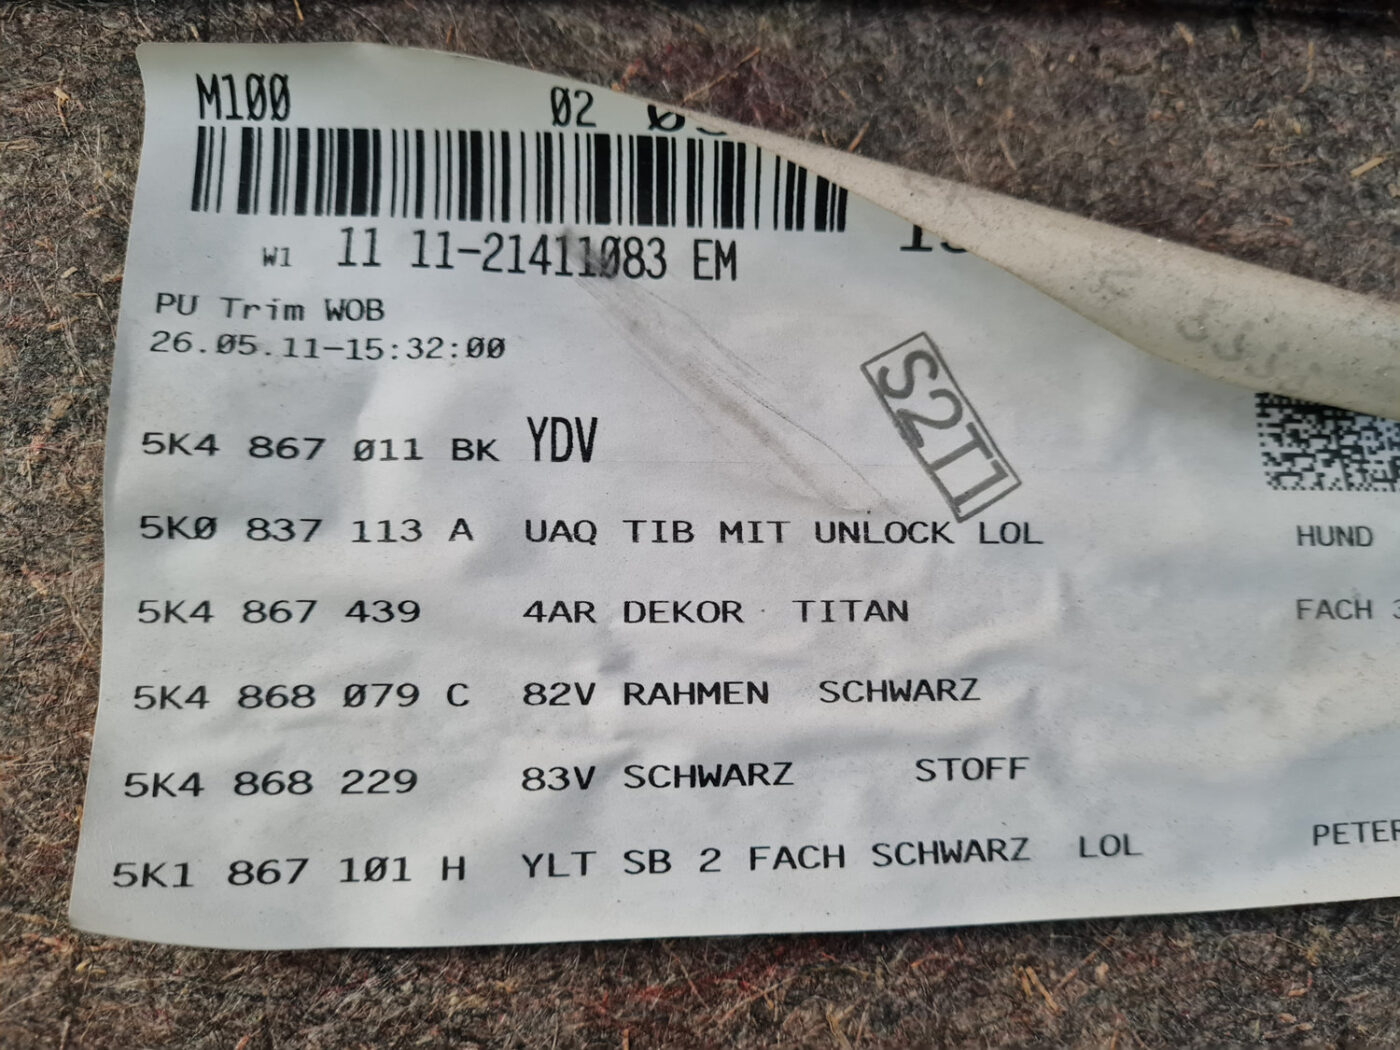 M100 02
W1 11 11-21411083 EM
PU Trim WOB
26.05.11-15:32:00
S2T1
5K4 867 011 BK YDV
5K0 837 113 A UAQ TIB MIT UNLOCK LOL HUND
5K4 867 439 4AR DEKOR TITAN FACH
5K4 868 079 C 82V RAHMEN SCHWARZ
5K4 868 229 83V SCHWARZ STOFF
5K1 867 101 H YLT SB 2 FACH SCHWARZ LOL PETER